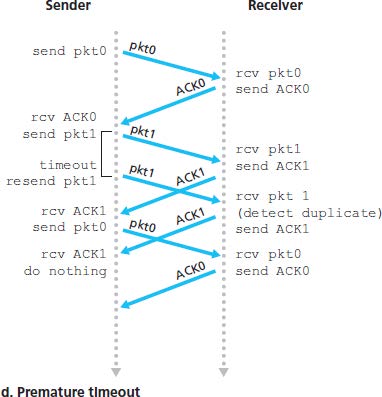 Sender
Receiver
send pkt0
pkt0
rcv pkt0
send ACK0
ACK0
rcv ACK0
send pkt1
pkt1
rcv pkt1
send ACK1
timeout
resend pkt1
pkt1
ACK1
rcv pkt 1
(detect duplicate)
send ACK1
rcv ACK1
send pkt0
pkt0
ACK1
rcv ACK1
do nothing
rcv pkt0
send ACK0
ACK0
d. Premature timeout